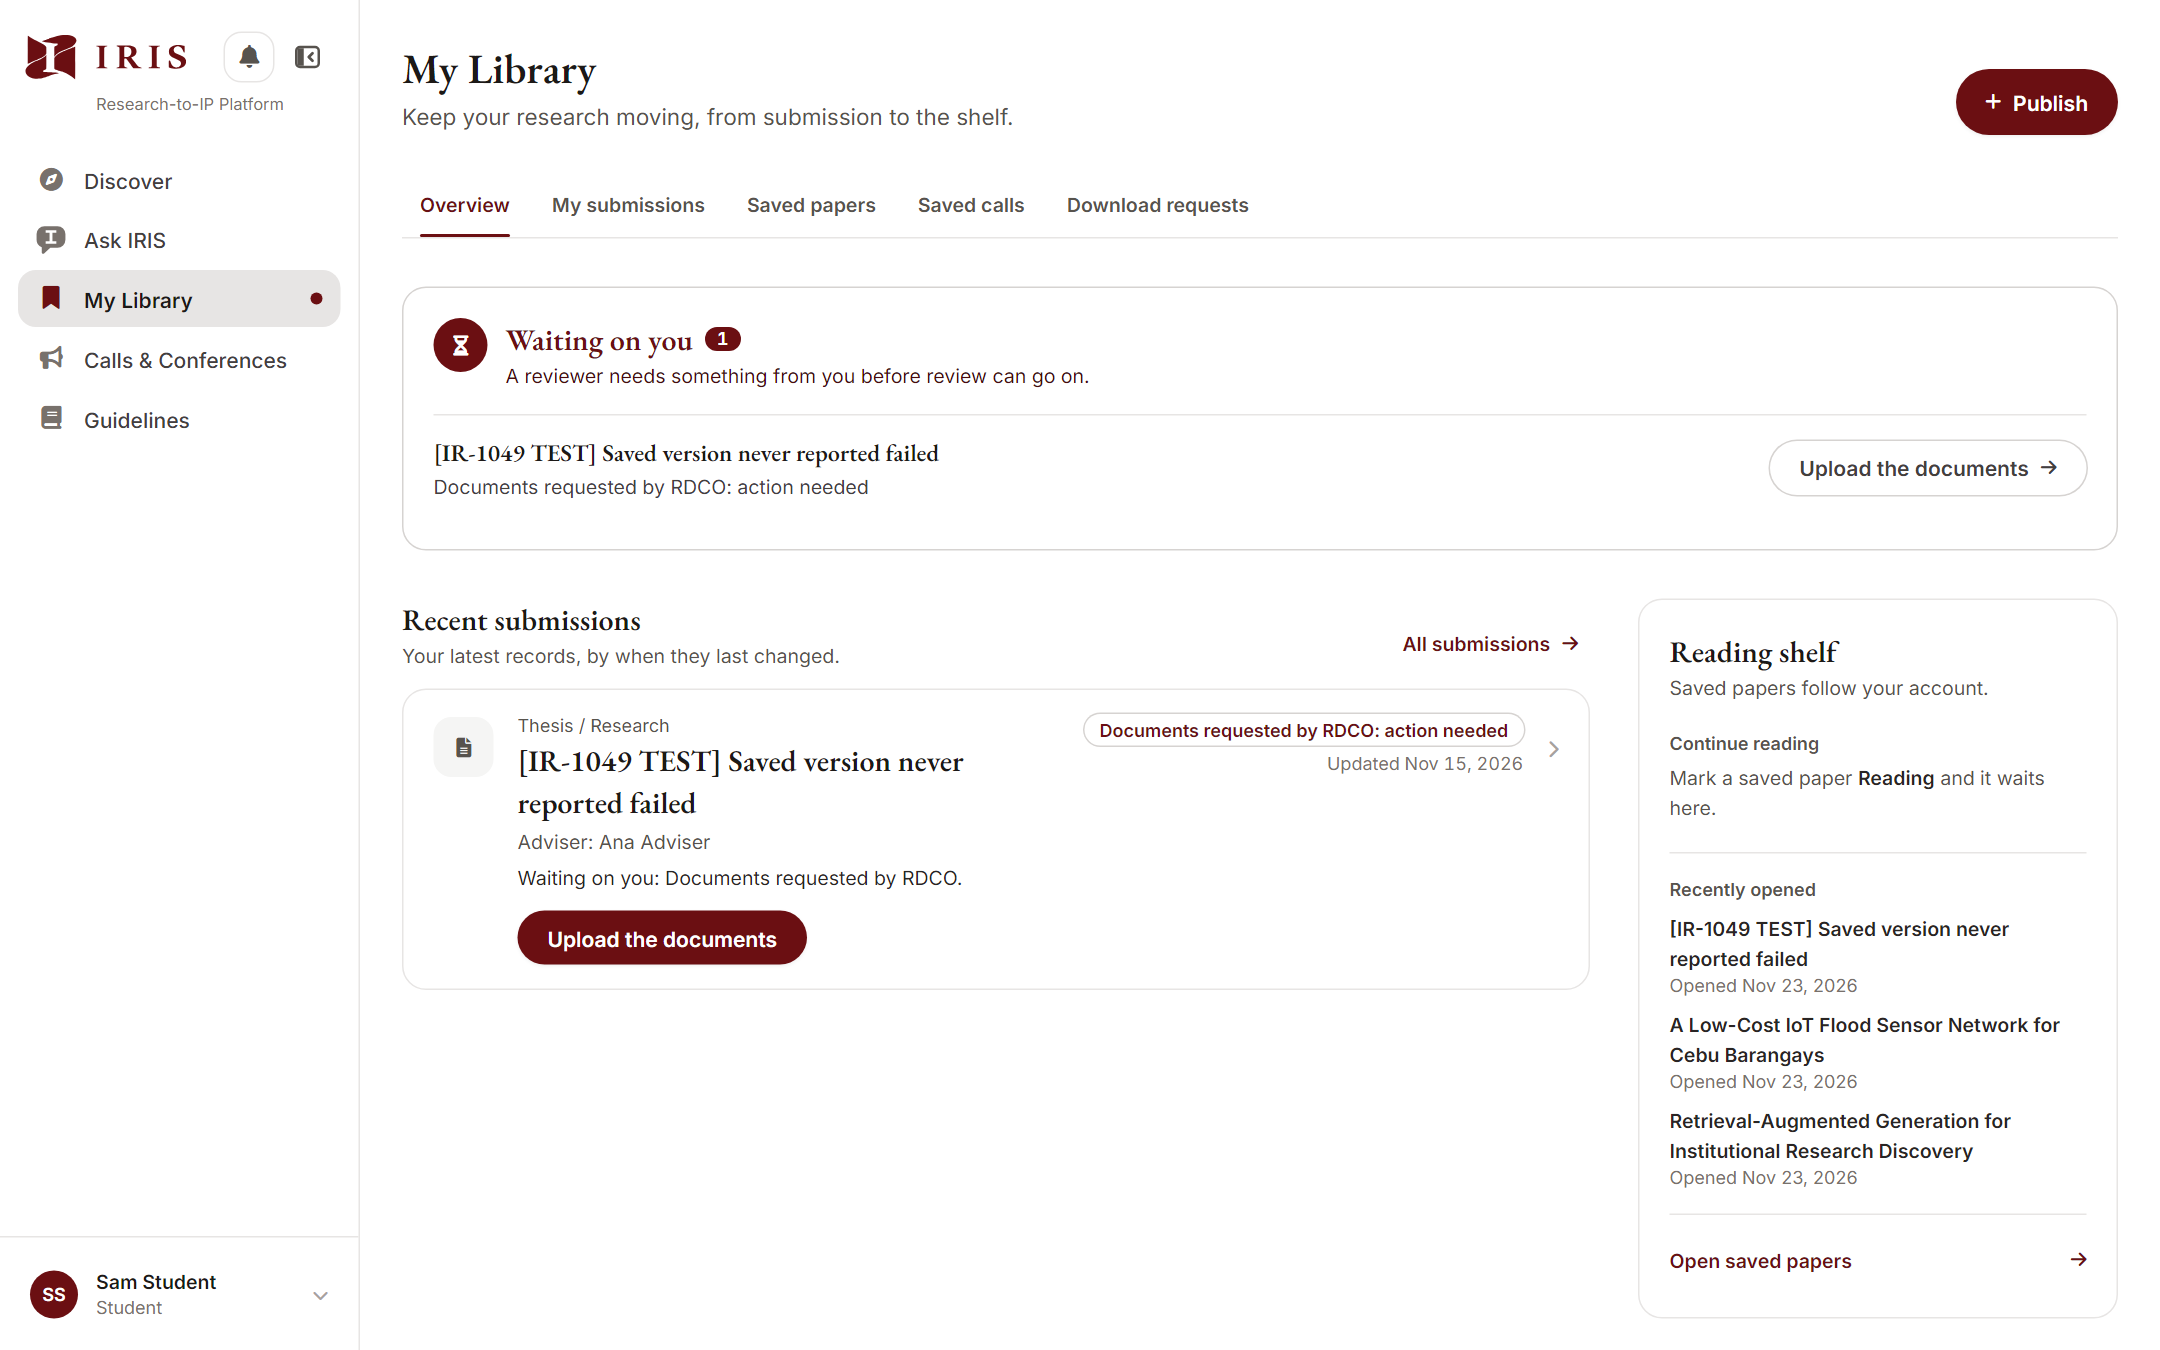 IRIS
Research-to-IP Platform
Discover
Ask IRIS
My Library
Calls & Conferences
Guidelines
SS
Sam Student
Student
My Library
Keep your research moving, from submission to the shelf.
+ Publish
Overview
My submissions
Saved papers
Saved calls
Download requests
Waiting on you 1
A reviewer needs something from you before review can go on.
[IR-1049 TEST] Saved version never reported failed
Documents requested by RDCO: action needed
Upload the documents →
Recent submissions
Your latest records, by when they last changed.
All submissions →
Thesis / Research
[IR-1049 TEST] Saved version never
reported failed
Adviser: Ana Adviser
Waiting on you: Documents requested by RDCO.
Upload the documents
Documents requested by RDCO: action needed
Updated Nov 15, 2026
Reading shelf
Saved papers follow your account.
Continue reading
Mark a saved paper Reading and it waits
here.
Recently opened
[IR-1049 TEST] Saved version never
reported failed
Opened Nov 23, 2026
A Low-Cost IoT Flood Sensor Network for
Cebu Barangays
Opened Nov 23, 2026
Retrieval-Augmented Generation for
Institutional Research Discovery
Opened Nov 23, 2026
Open saved papers →